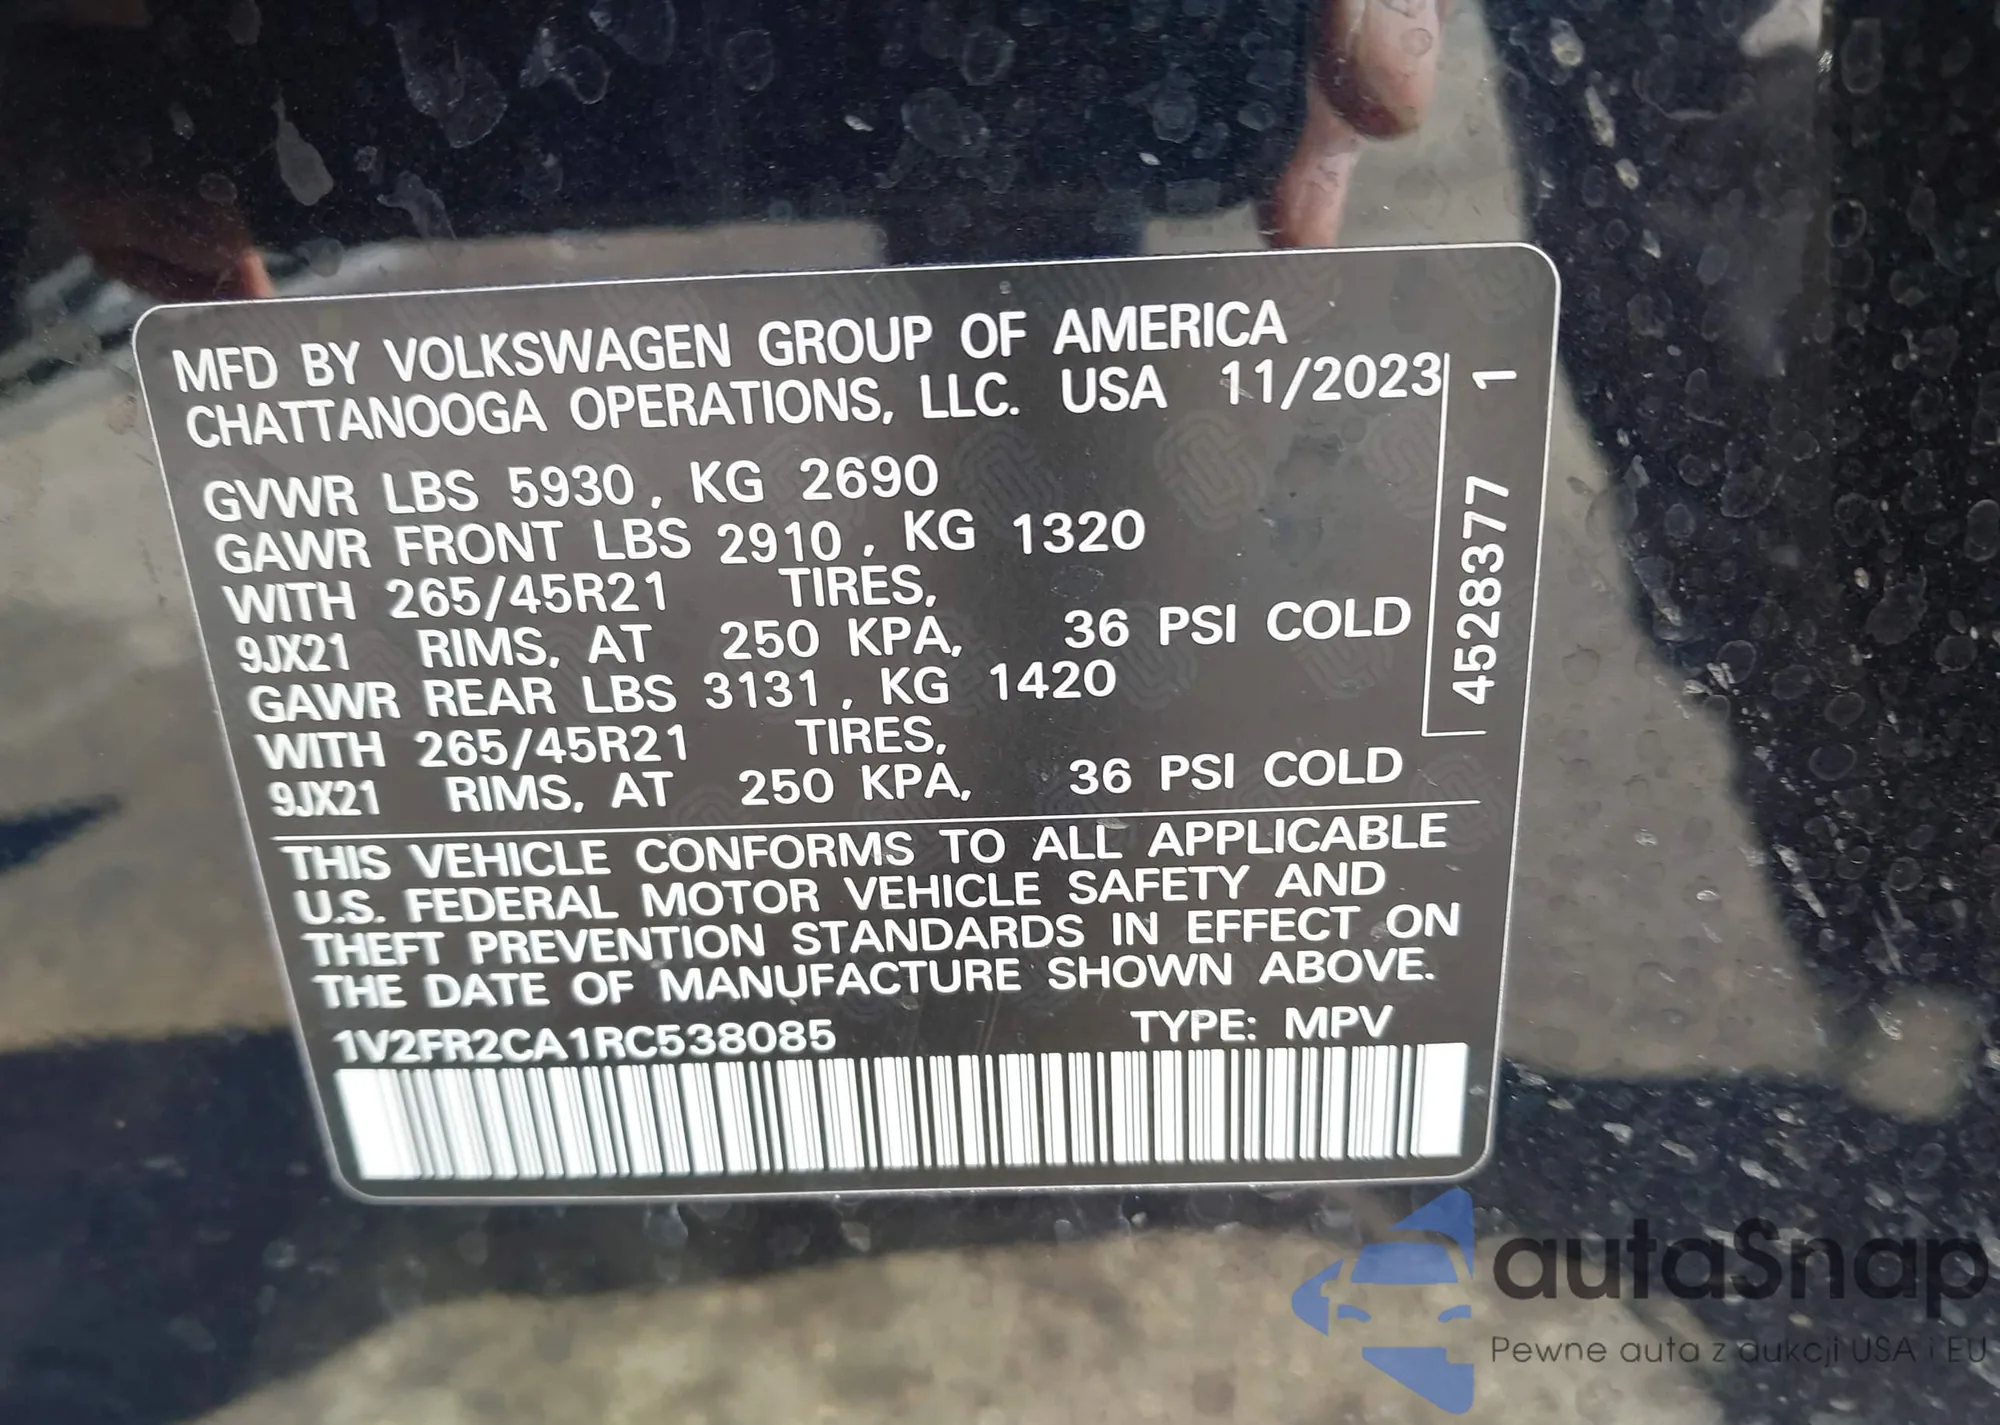 MFD BY VOLKSWAGEN GROUP OF AMERICA
CHATTANOOGA OPERATIONS, LLC. USA 11/2023
GVWR LBS 5930, KG 2690
GAWR FRONT LBS 2910, KG 1320
WITH 265/45R21 TIRES,
9JX21 RIMS, AT 250 KPA, 36 PSI COLD
GAWR REAR LBS 3131, KG 1420
WITH 265/45R21 TIRES,
9JX21 RIMS, AT 250 KPA, 36 PSI COLD
4528377 1
THIS VEHICLE CONFORMS TO ALL APPLICABLE
U.S. FEDERAL MOTOR VEHICLE SAFETY AND
THEFT PREVENTION STANDARDS IN EFFECT ON
THE DATE OF MANUFACTURE SHOWN ABOVE.
1V2FR2CA1RC538085 TYPE: MPV
autaSnap
Pewne auta z aukcji USA i EU